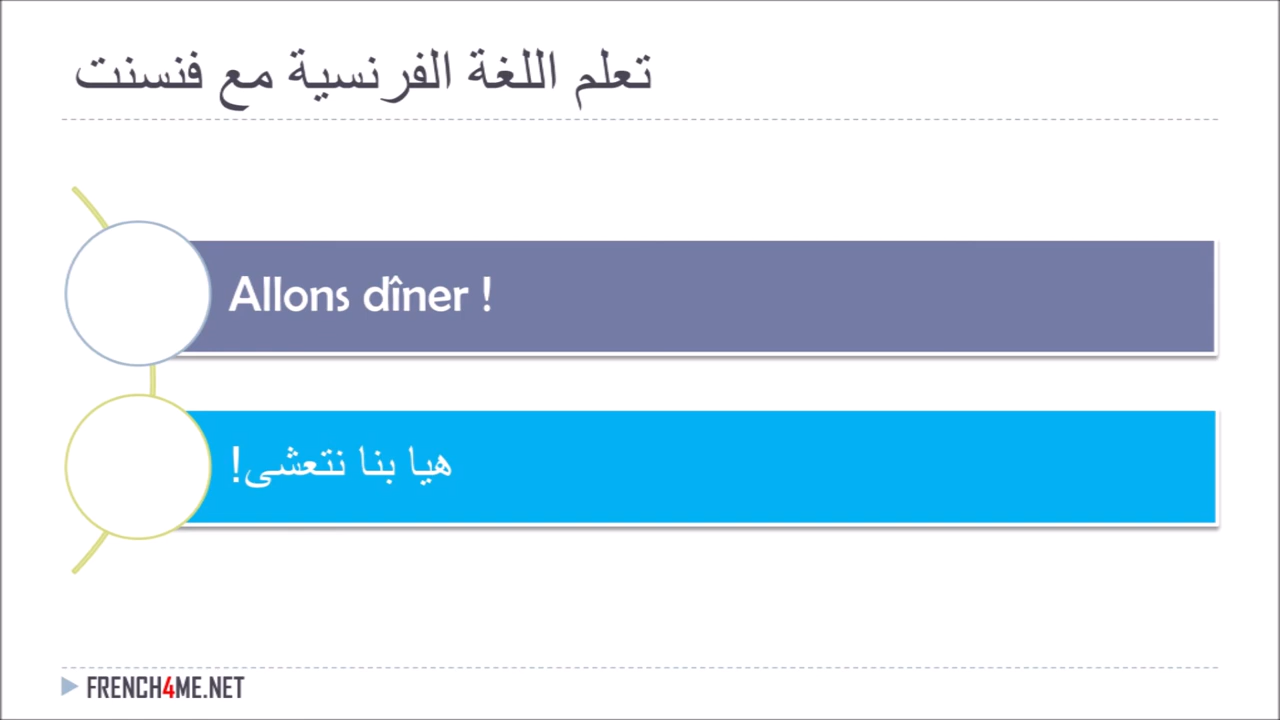 تعلم اللغة الفرنسية مع فنسنت
Allons dîner !
هيا بنا نتعشى!
FRENCH4ME.NET